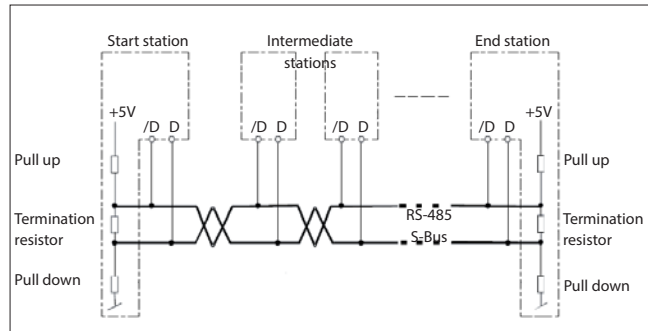 Start station
Intermediate
stations
End station
+5V
/D D
/D D
/D D
/D D
+5V
Pull up
Pull up
RS-485
Termination
resistor
S-Bus
Termination
resistor
Pull down
Pull down